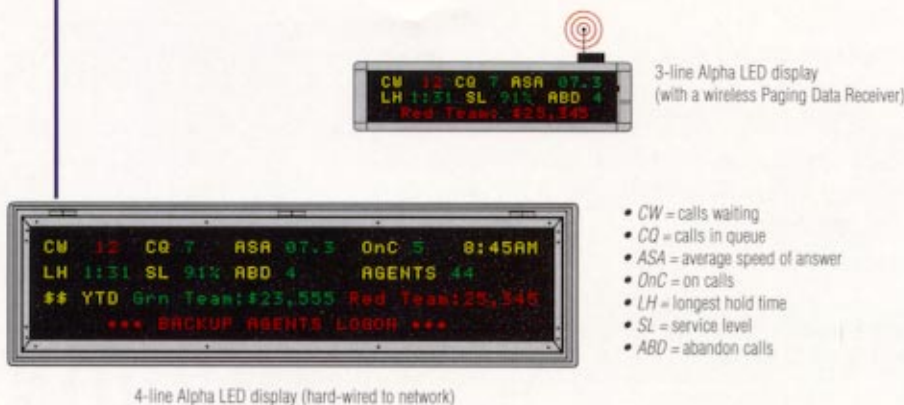 CW 12 CQ 7 ASA 07.3
LH 1:31 SL 91% ABD 4
Red Team: $25,345
3-line Alpha LED display
(with a wireless Paging Data Receiver)
CW 12 CQ 7 ASA 07.3 OnC 5 8:45AM
LH 1:31 SL 91% ABD 4 AGENTS 44
$$ YTD Grn Team:$23,555 Red Team:25,345
*** BACKUP AGENTS LOGON ***
• CW = calls waiting
• CQ = calls in queue
• ASA = average speed of answer
• OnC = on calls
• LH = longest hold time
• SL = service level
• ABD = abandon calls
4-line Alpha LED display (hard-wired to network)